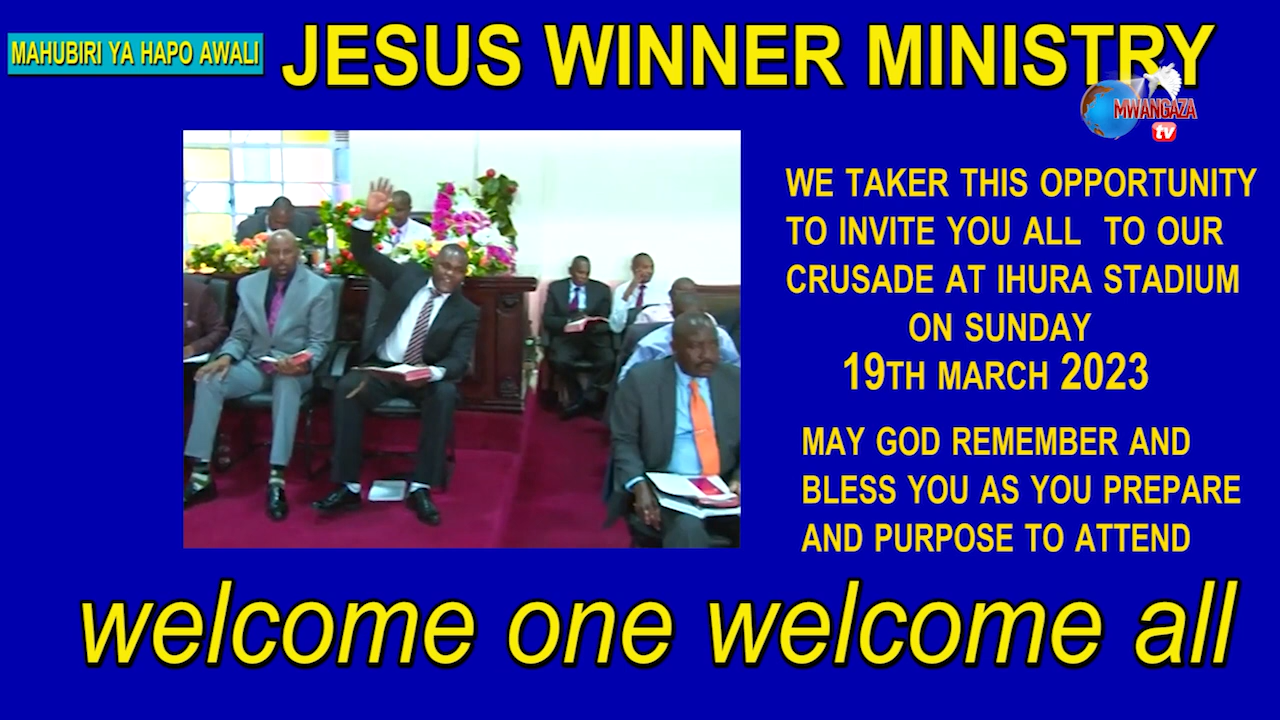 MAHUBIRI YA HAPO AWALI
JESUS WINNER MINISTRY
MWANGAZA
tv
WE TAKER THIS OPPORTUNITY
TO INVITE YOU ALL TO OUR
CRUSADE AT IHURA STADIUM
ON SUNDAY
19TH MARCH 2023
MAY GOD REMEMBER AND
BLESS YOU AS YOU PREPARE
AND PURPOSE TO ATTEND
welcome one welcome all